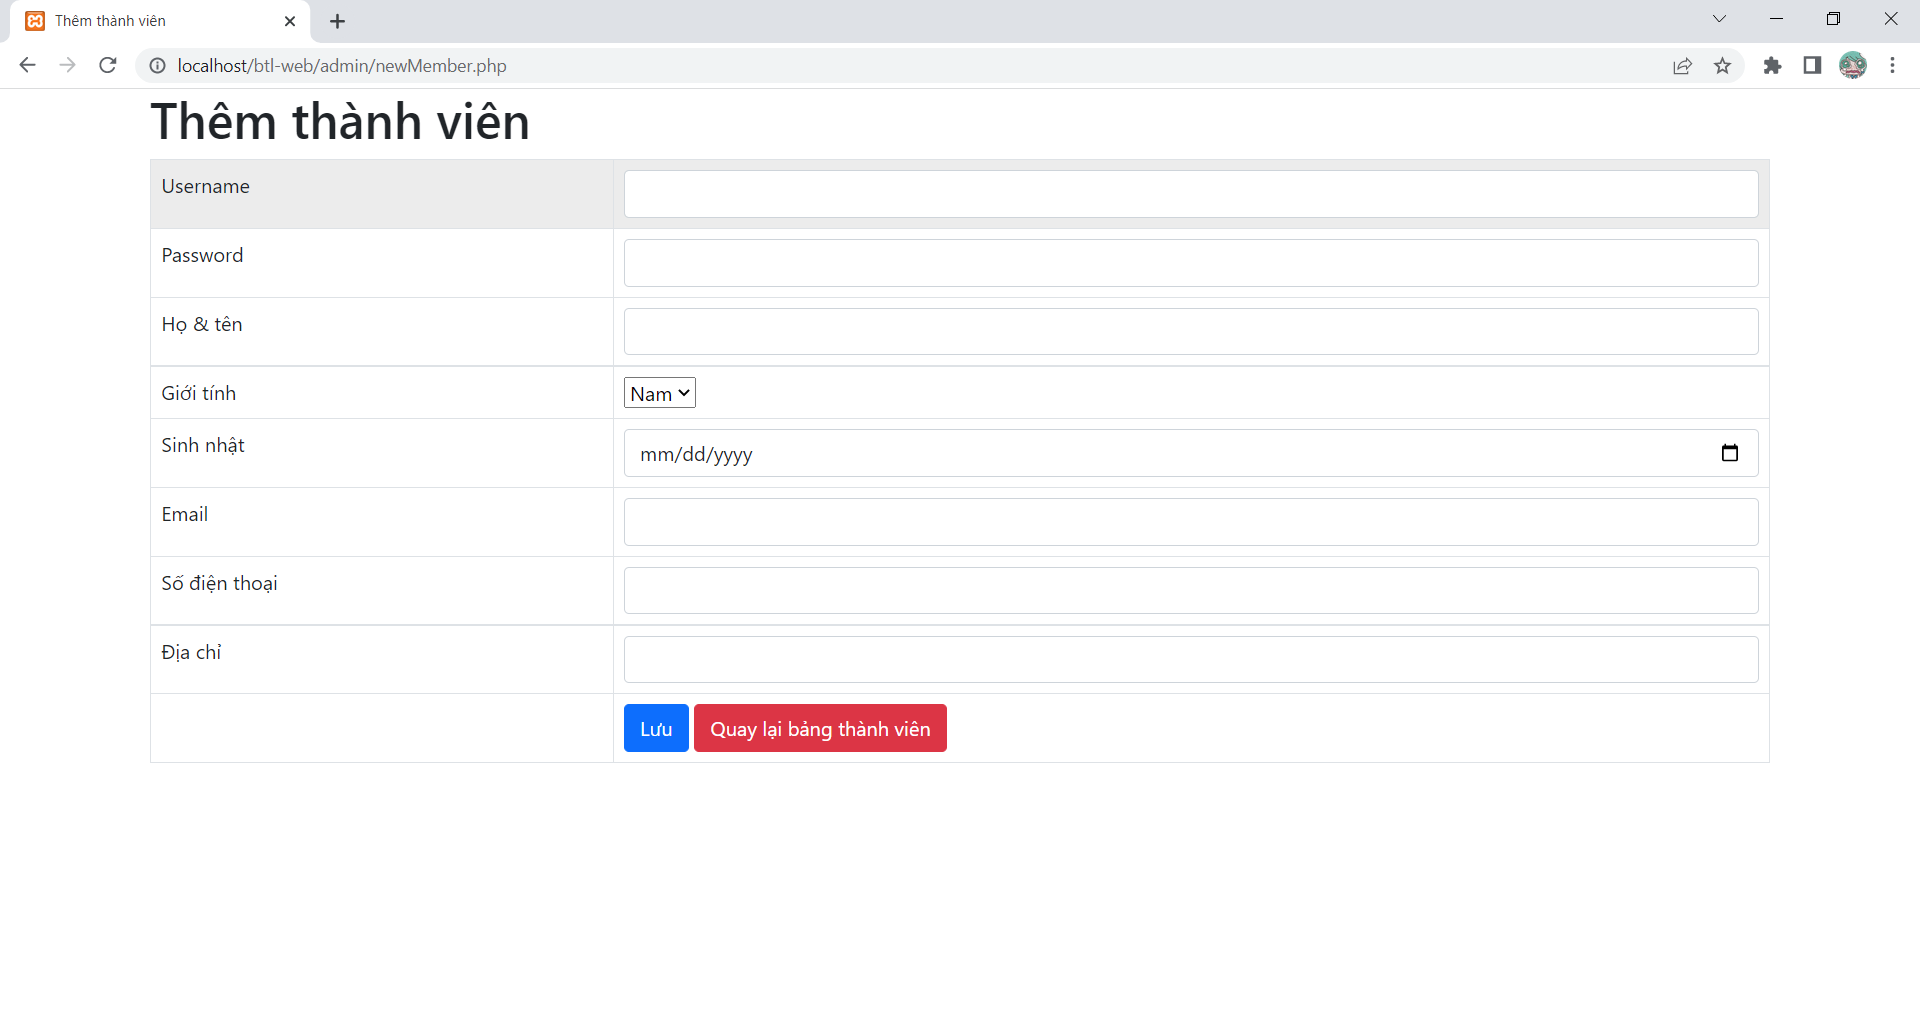 Thêm thành viên
localhost/btl-web/admin/newMember.php
Thêm thành viên
Username
Password
Họ & tên
Giới tính
Nam
Sinh nhật
mm/dd/yyyy
Email
Số điện thoại
Địa chỉ
Lưu
Quay lại bảng thành viên